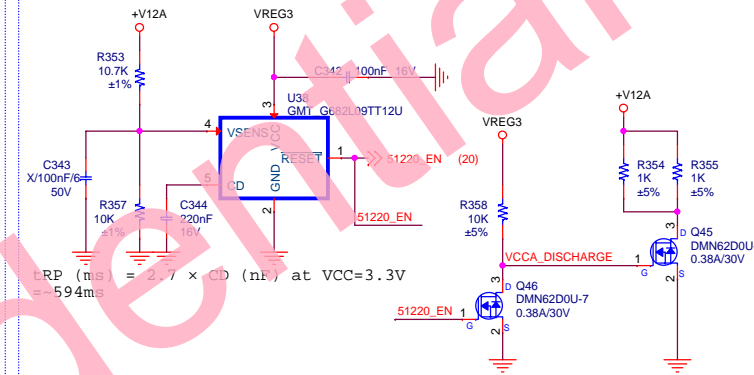 +V12A
VREG3
R353
10.7K
±1%
C342 100nF 16V
U38
GMT G682L09TT12U
4
VSENS
3
VCC
RESET
1
51220_EN (20)
C343
X/100nF/6
50V
5
CD
GND
2
R357
10K
±1%
C344
220nF
16V
51220_EN
tRP (ms) = 2.7 × CD (nF) at VCC=3.3V
=~594ms
VREG3
R358
10K
±5%
VCCA_DISCHARGE
+V12A
R354
1K
±5%
R355
1K
±5%
3
D
Q45
DMN62D0U
0.38A/30V
1
G
2
S
3
D
Q46
DMN62D0U-7
0.38A/30V
51220_EN
1
G
2
S
dential